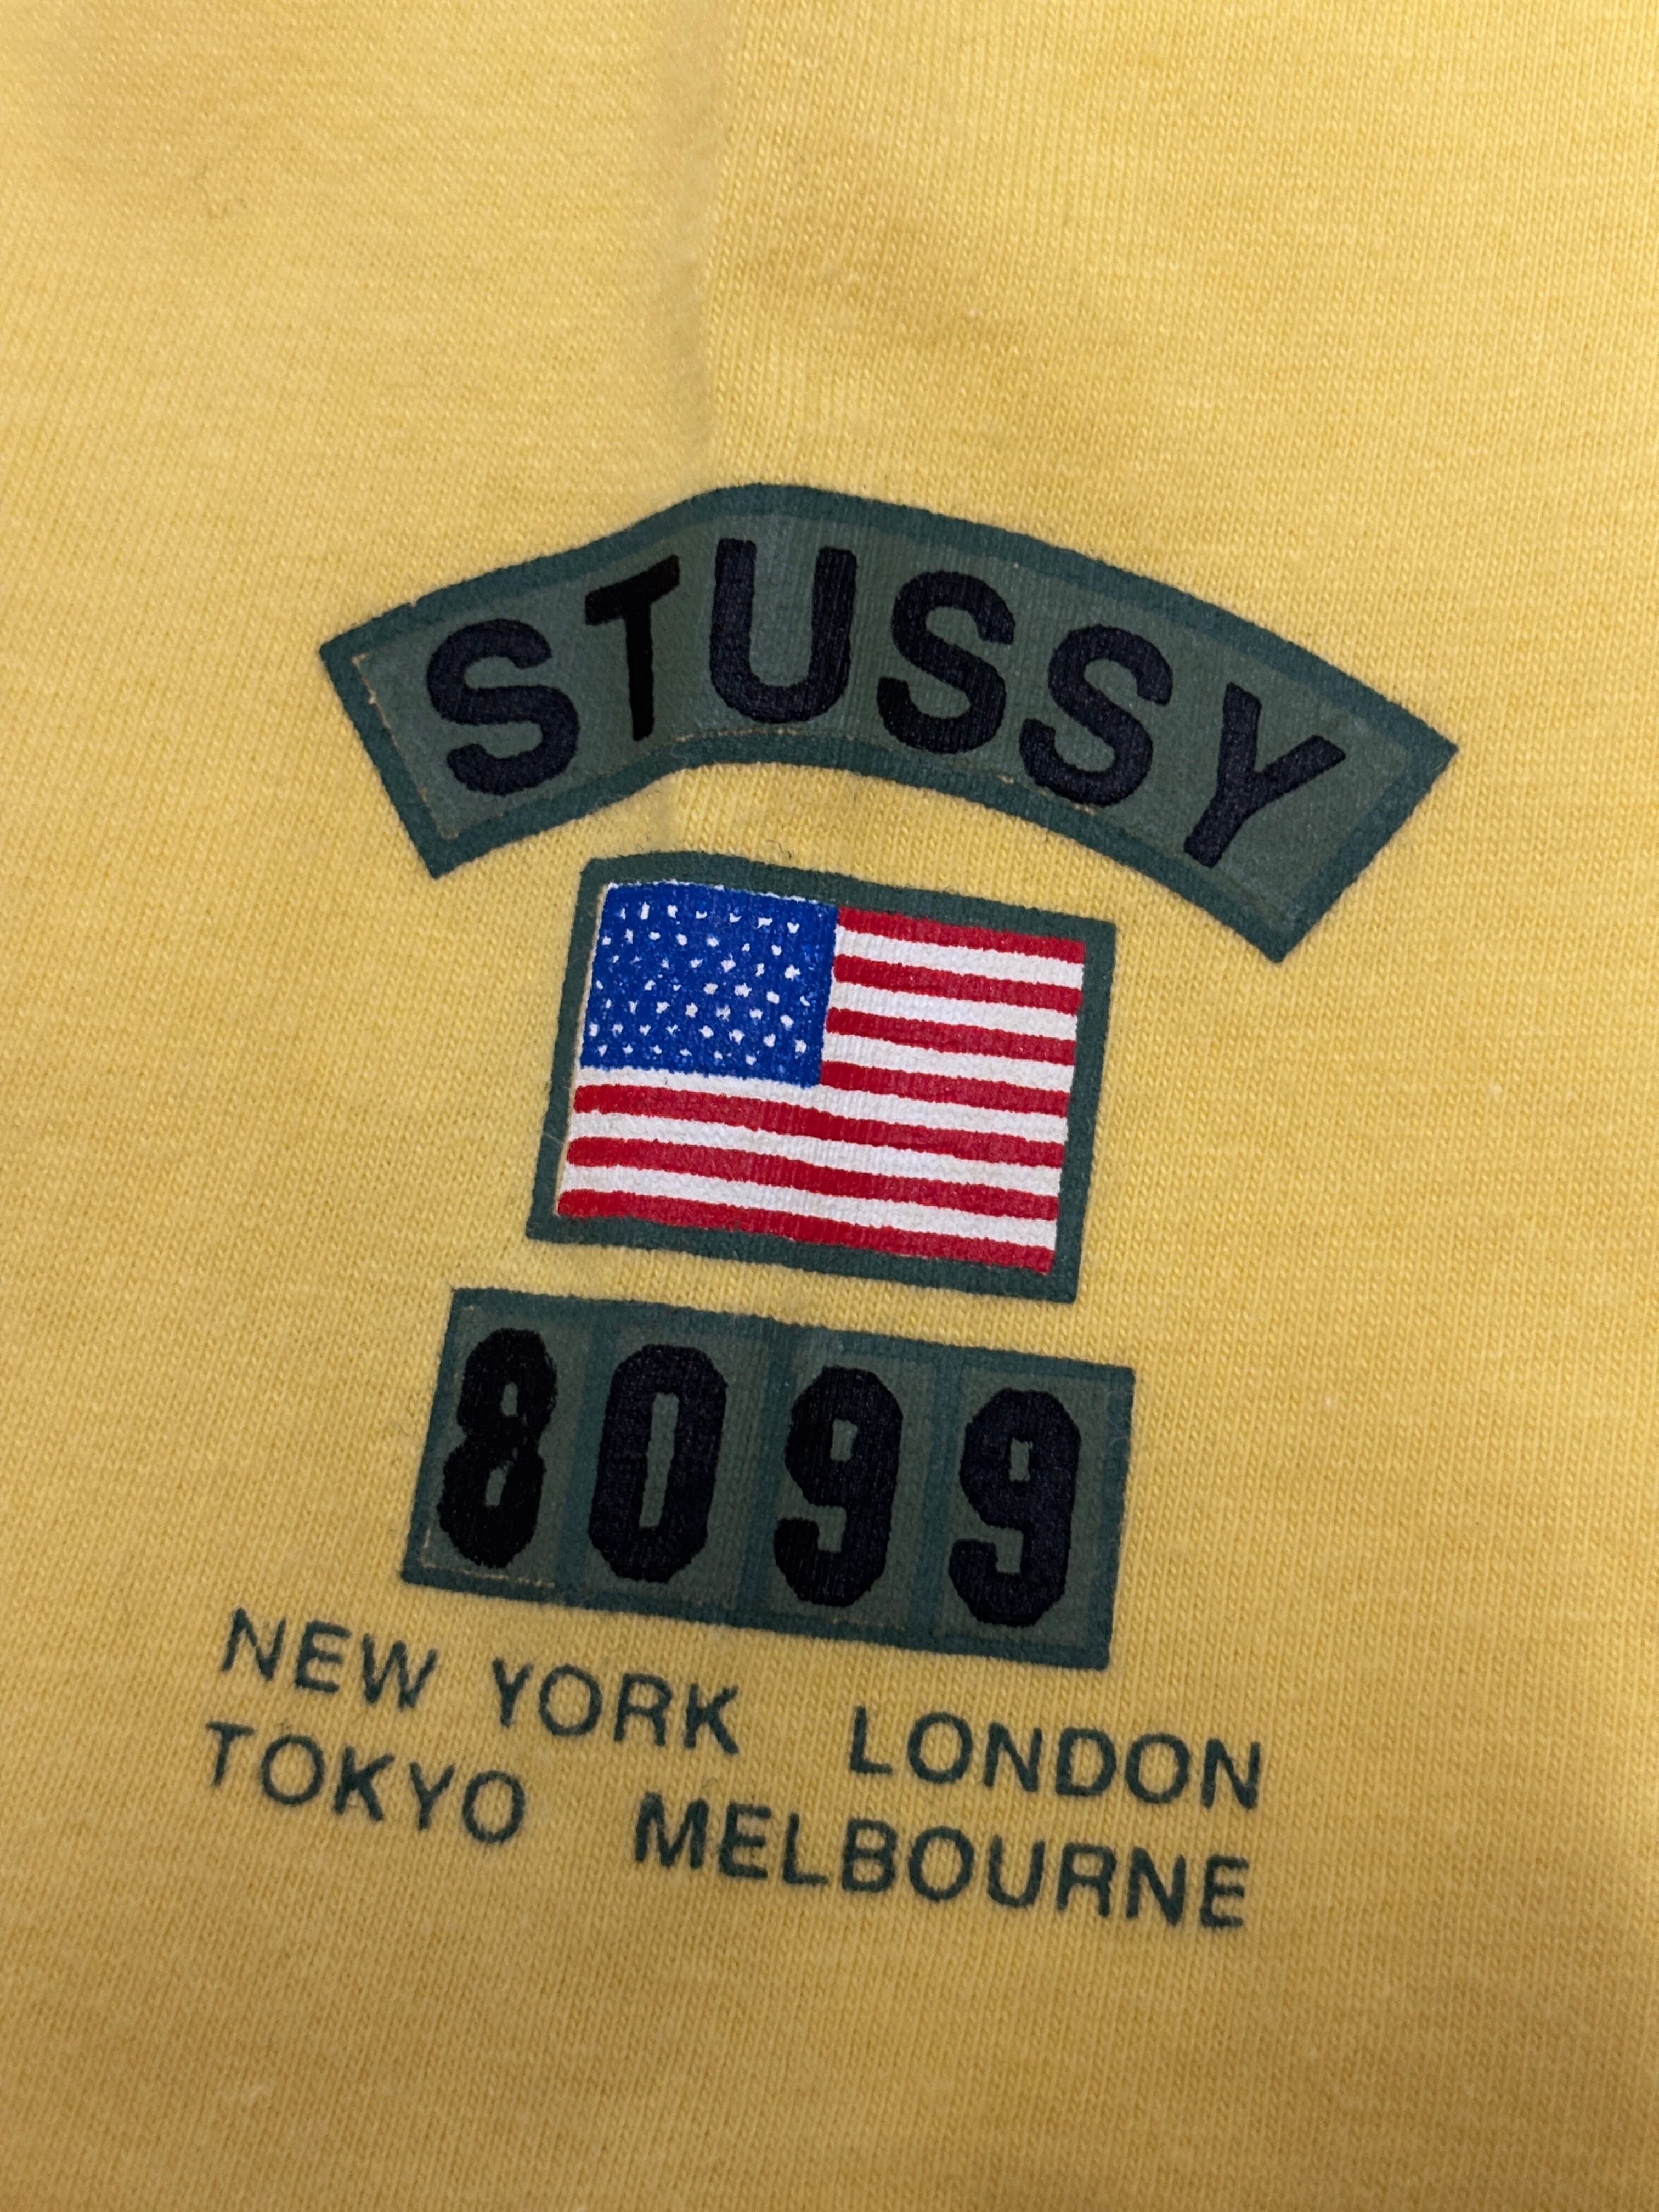 STUSSY
8099
NEW YORK LONDON
TOKYO MELBOURNE